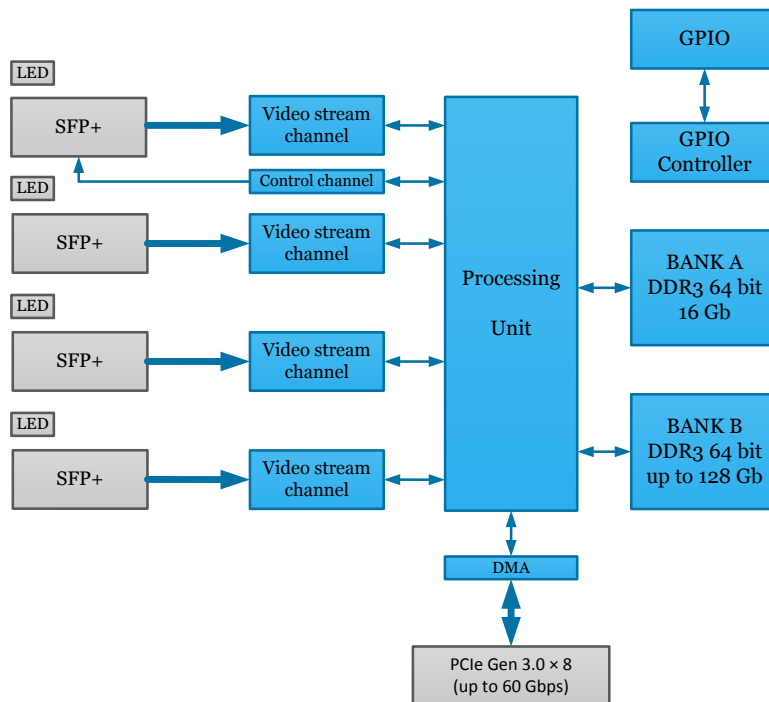 GPIO
LED
SFP+
Video stream
channel
GPIO
Controller
Control channel
LED
SFP+
Video stream
channel
Processing
Unit
BANK A
DDR3 64 bit
16 Gb
LED
SFP+
Video stream
channel
LED
SFP+
Video stream
channel
BANK B
DDR3 64 bit
up to 128 Gb
DMA
PCIe Gen 3.0 × 8
(up to 60 Gbps)